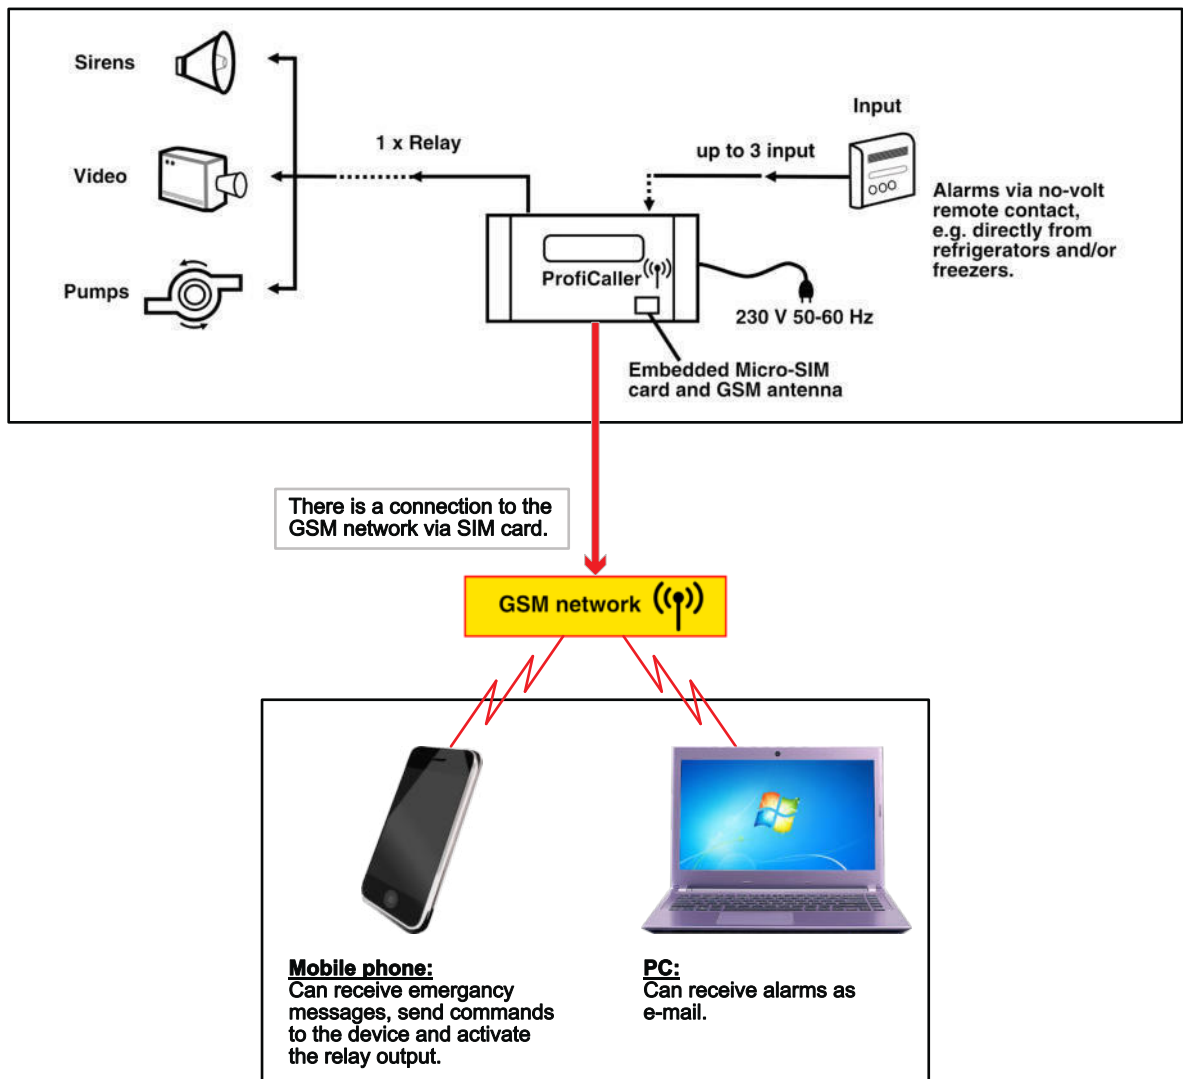 Sirens
Video
Pumps
1 x Relay
up to 3 input
Input
Alarms via no-volt
remote contact,
e.g. directly from
refrigerators and/or
freezers.
ProfiCaller
230 V 50-60 Hz
Embedded Micro-SIM
card and GSM antenna
There is a connection to the
GSM network via SIM card.
GSM network
Mobile phone:
Can receive emergancy
messages, send commands
to the device and activate
the relay output.
PC:
Can receive alarms as
e-mail.